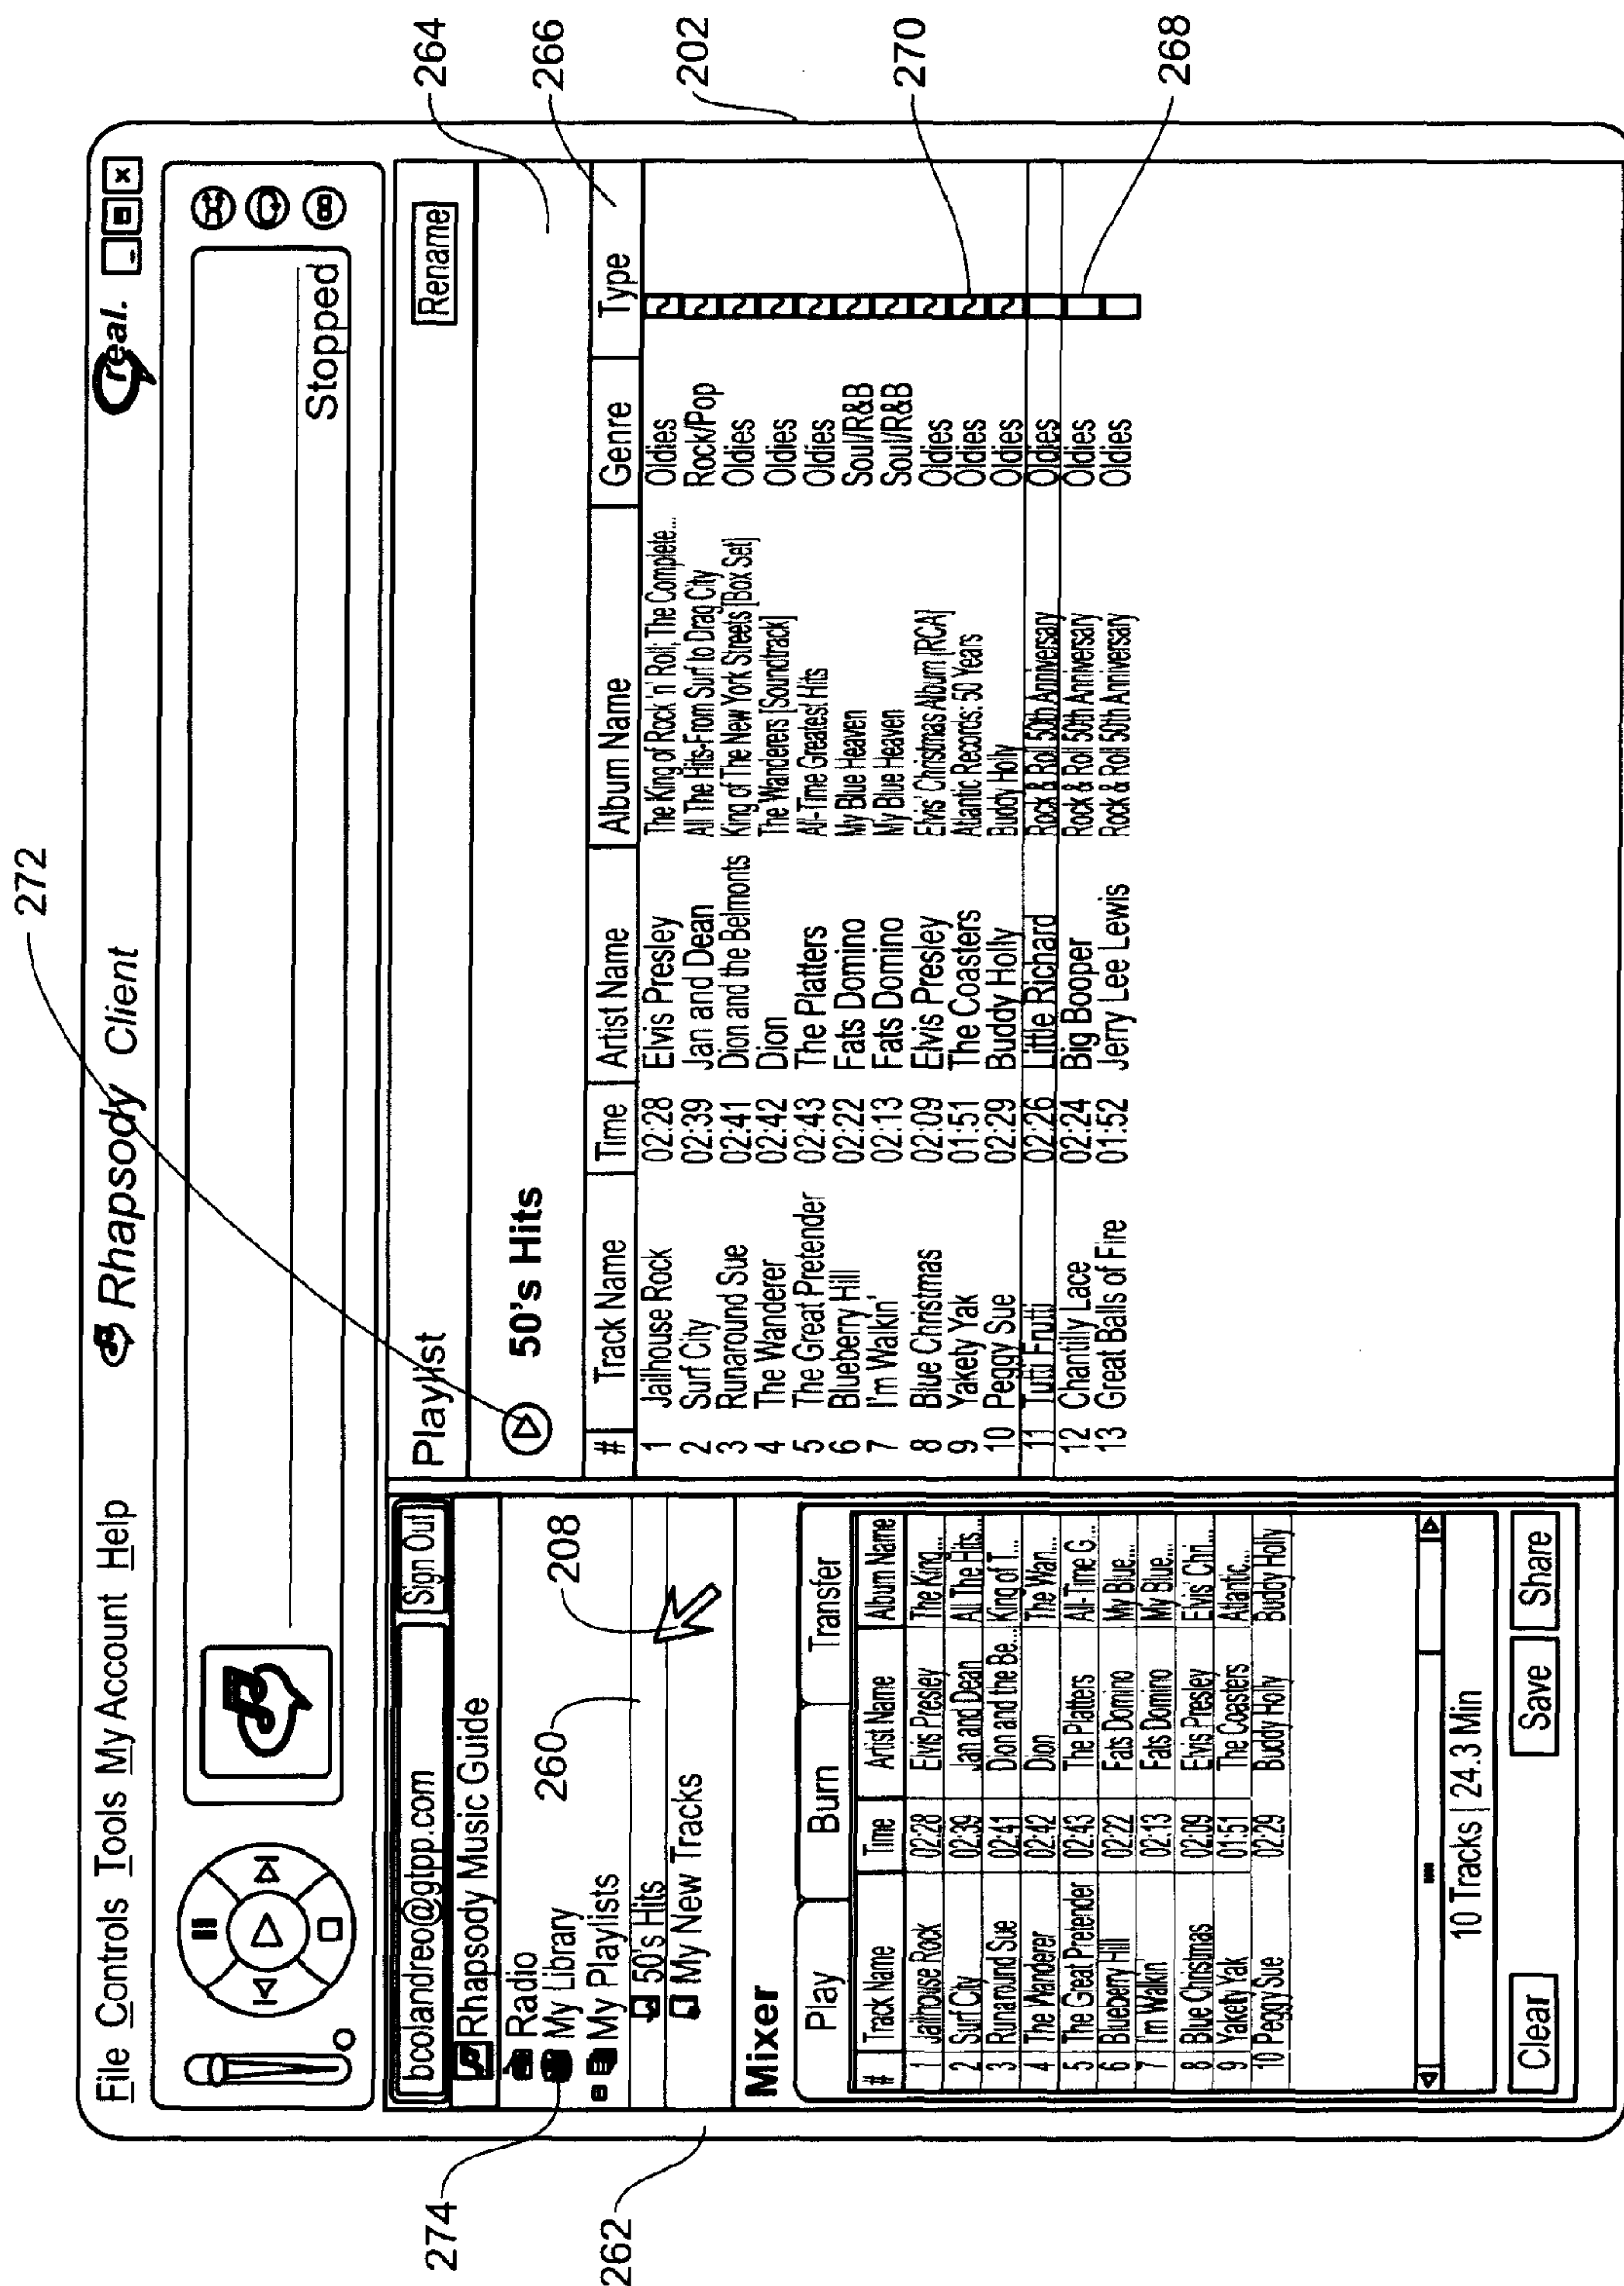 272
File Controls Tools My Account Help
Rhapsody Client
real.
Stopped
bcolandreo@gtpp.com Sign Out
Rhapsody Music Guide
Radio
My Library
My Playlists
50's Hits
My New Tracks
274
262
260
208
Mixer
Play Burn Transfer
# Track Name Time Artist Name Album Name
1 Jailhouse Rock 02:28 Elvis Presley The King...
2 Surf City 02:39 Jan and Dean All The Hits...
3 Runaround Sue 02:41 Dion and the Be... King of T...
4 The Wanderer 02:42 Dion The Wan...
5 The Great Pretender 02:43 The Platters All-Time G...
6 Blueberry Hill 02:22 Fats Domino My Blue...
7 I'm Walkin 02:13 Fats Domino My Blue...
8 Blue Christmas 02:09 Elvis Presley Elvis' Chri...
9 Yakety Yak 01:51 The Coasters Atlantic...
10 Peggy Sue 02:29 Buddy Holly Buddy Holly
10 Tracks | 24.3 Min
Clear Save Share
Playlist Rename
50's Hits
# Track Name Time Artist Name Album Name Genre Type
1 Jailhouse Rock 02:28 Elvis Presley The King of Rock 'n' Roll; The Complete... Oldies
2 Surf City 02:39 Jan and Dean All The Hits-From Surf to Drag City Rock/Pop
3 Runaround Sue 02:41 Dion and the Belmonts King of The New York Streets [Box Set] Oldies
4 The Wanderer 02:42 Dion The Wanderers [Soundtrack] Oldies
5 The Great Pretender 02:43 The Platters All-Time Greatest Hits Oldies
6 Blueberry Hill 02:22 Fats Domino My Blue Heaven Soul/R&B
7 I'm Walkin' 02:13 Fats Domino My Blue Heaven Soul/R&B
8 Blue Christmas 02:09 Elvis Presley Elvis' Christmas Album [RCA] Oldies
9 Yakety Yak 01:51 The Coasters Atlantic Records: 50 Years Oldies
10 Peggy Sue 02:29 Buddy Holly Buddy Holly Oldies
11 Tutti Frutti 02:26 Little Richard Rock & Roll 50th Anniversary Oldies
12 Chantilly Lace 02:24 Big Booper Rock & Roll 50th Anniversary Oldies
13 Great Balls of Fire 01:52 Jerry Lee Lewis Rock & Roll 50th Anniversary Oldies
264
266
202
270
268